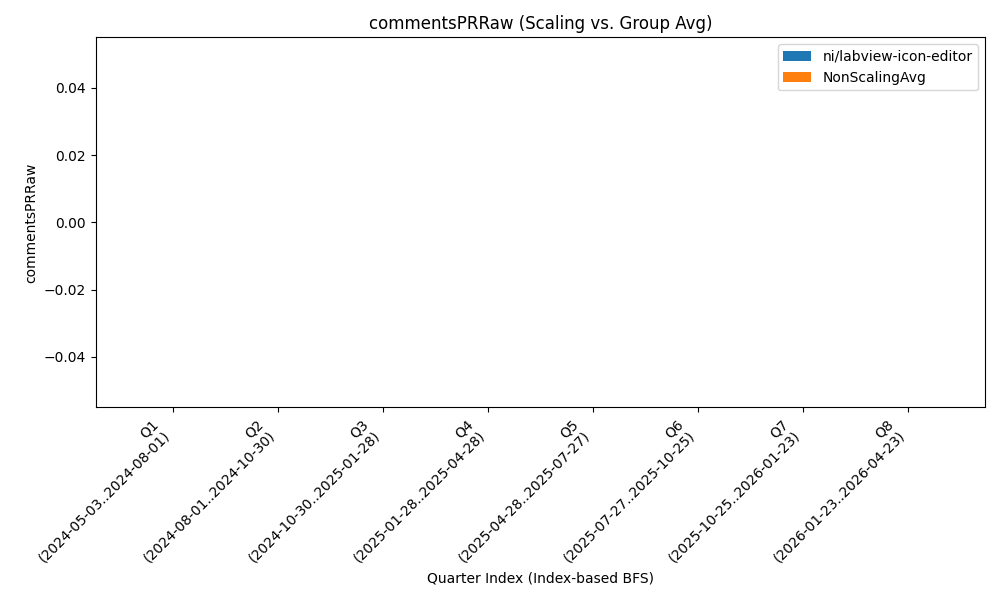 commentsPRRaw (Scaling vs. Group Avg)
ni/labview-icon-editor
NonScalingAvg
commentsPRRaw
0.04
0.02
0.00
−0.02
−0.04
Q1
(2024-05-03..2024-08-01)
Q2
(2024-08-01..2024-10-30)
Q3
(2024-10-30..2025-01-28)
Q4
(2025-01-28..2025-04-28)
Q5
(2025-04-28..2025-07-27)
Q6
(2025-07-27..2025-10-25)
Q7
(2025-10-25..2026-01-23)
Q8
(2026-01-23..2026-04-23)
Quarter Index (Index-based BFS)